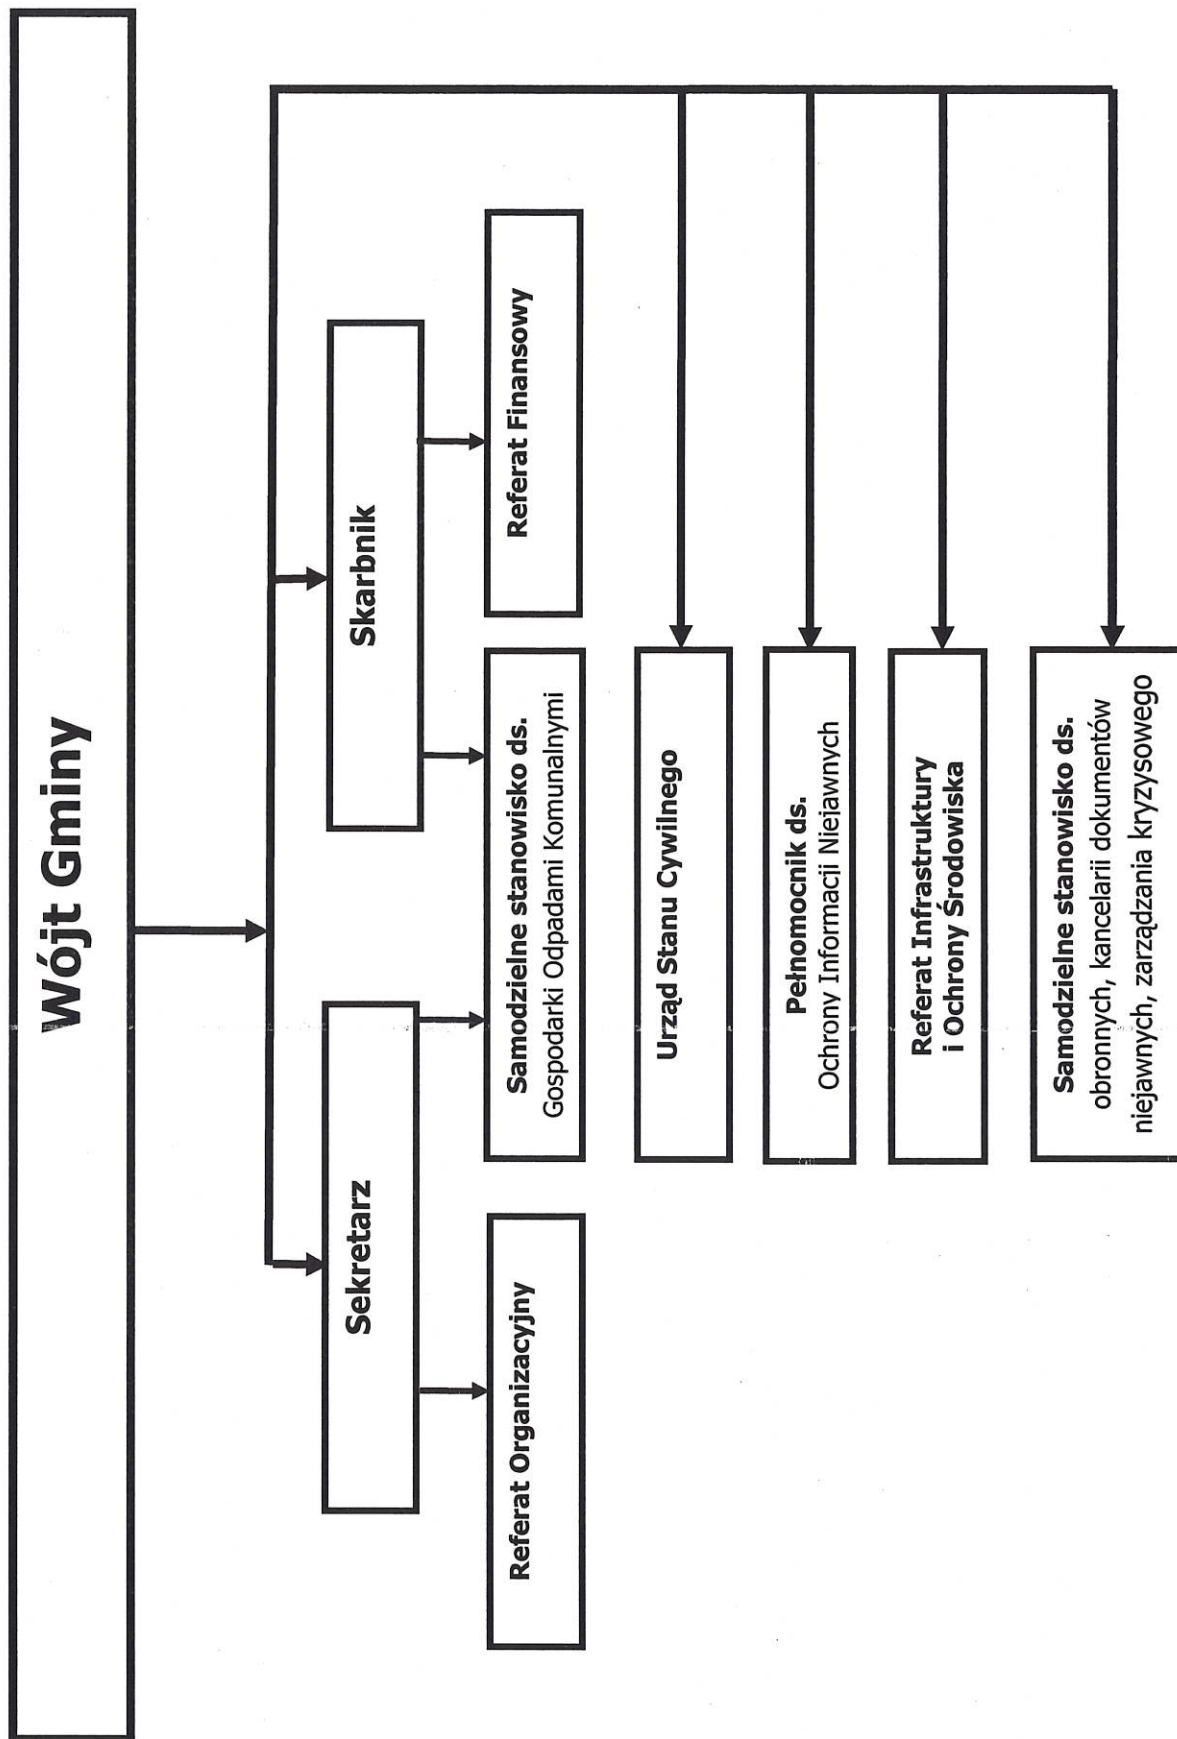 Wójt Gminy
Sekretarz
Skarbnik
Referat Organizacyjny
Samodzielne stanowisko ds.
Gospodarki Odpadami Komunalnymi
Referat Finansowy
Urząd Stanu Cywilnego
Pełnomocnik ds.
Ochrony Informacji Niejawnych
Referat Infrastruktury
i Ochrony Środowiska
Samodzielne stanowisko ds.
obronnych, kancelarii dokumentów
niejawnych, zarządzania kryzysowego